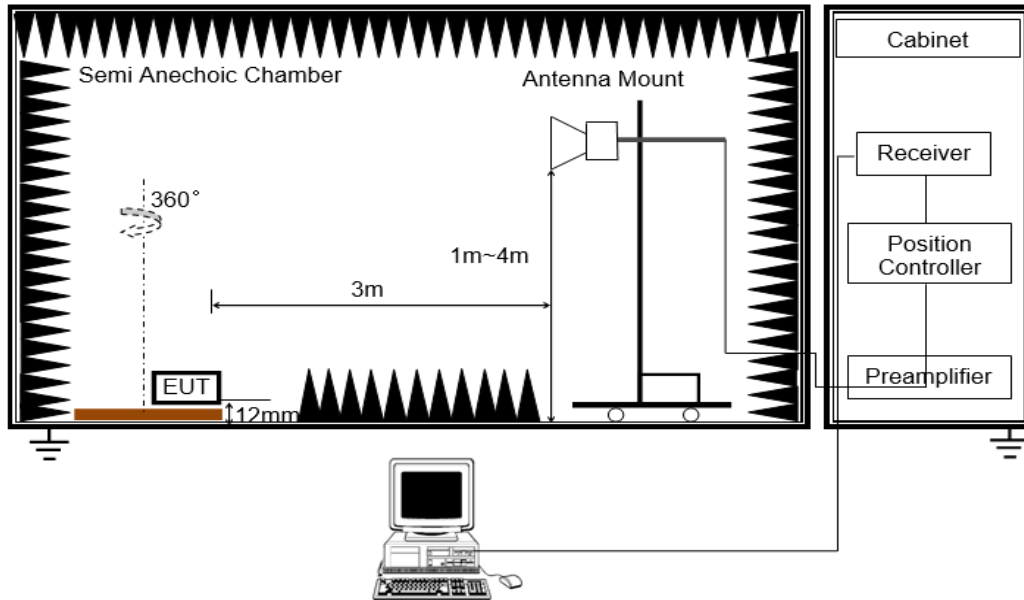 Cabinet
Semi Anechoic Chamber
Antenna Mount
Receiver
360°
Position
Controller
1m~4m
3m
EUT
Preamplifier
12mm